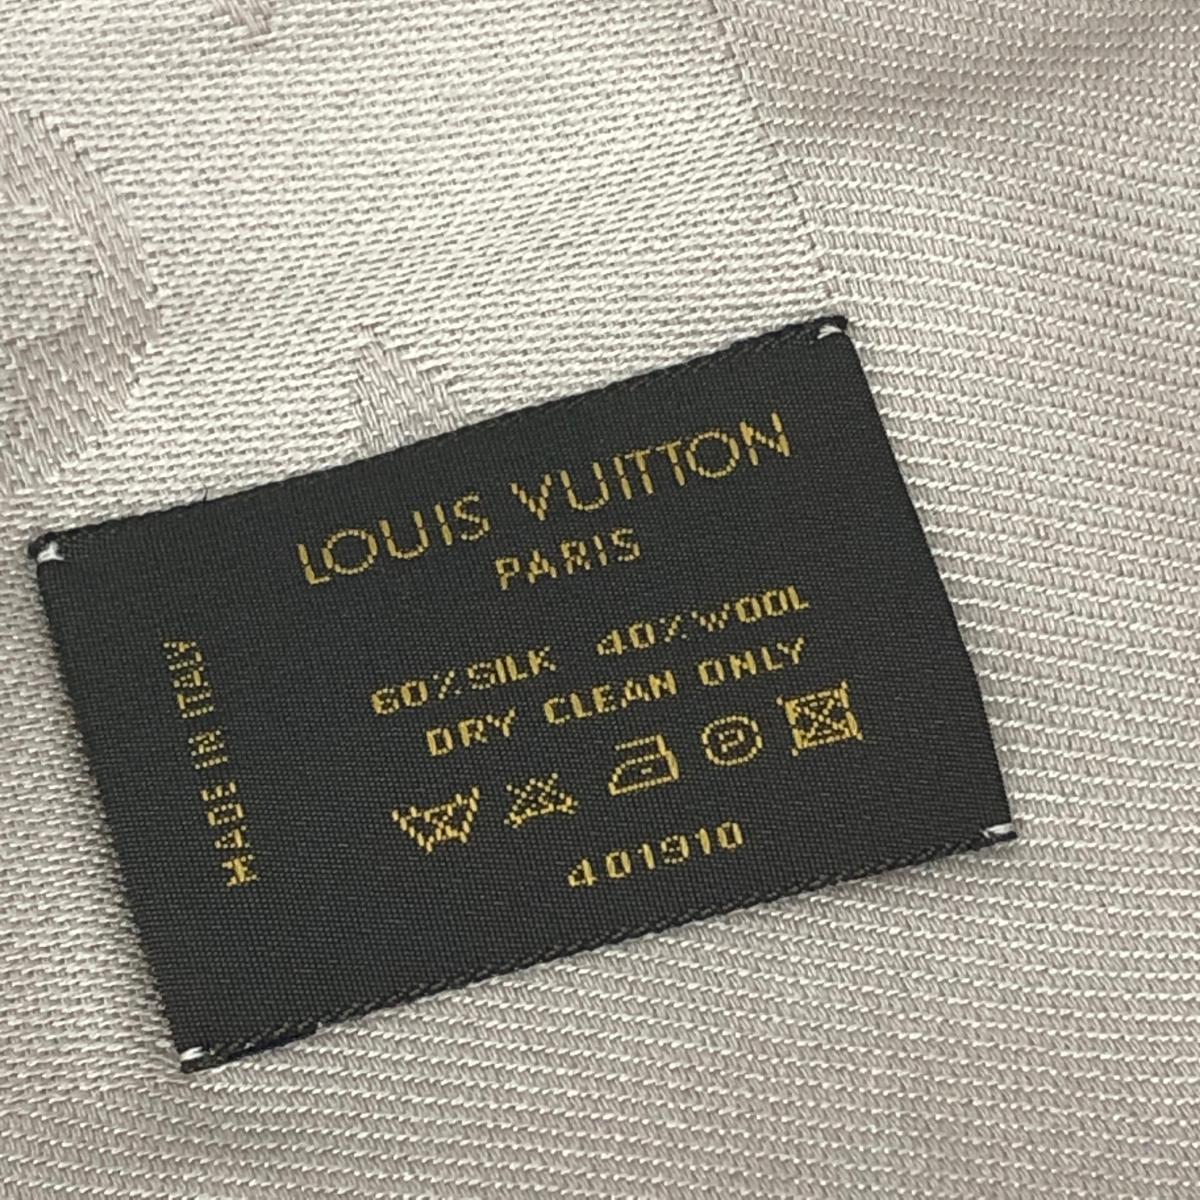 LOUIS VUITTON
PARIS
60% SILK 40% WOOL
DRY CLEAN ONLY
P
401910
MADE IN ITALY